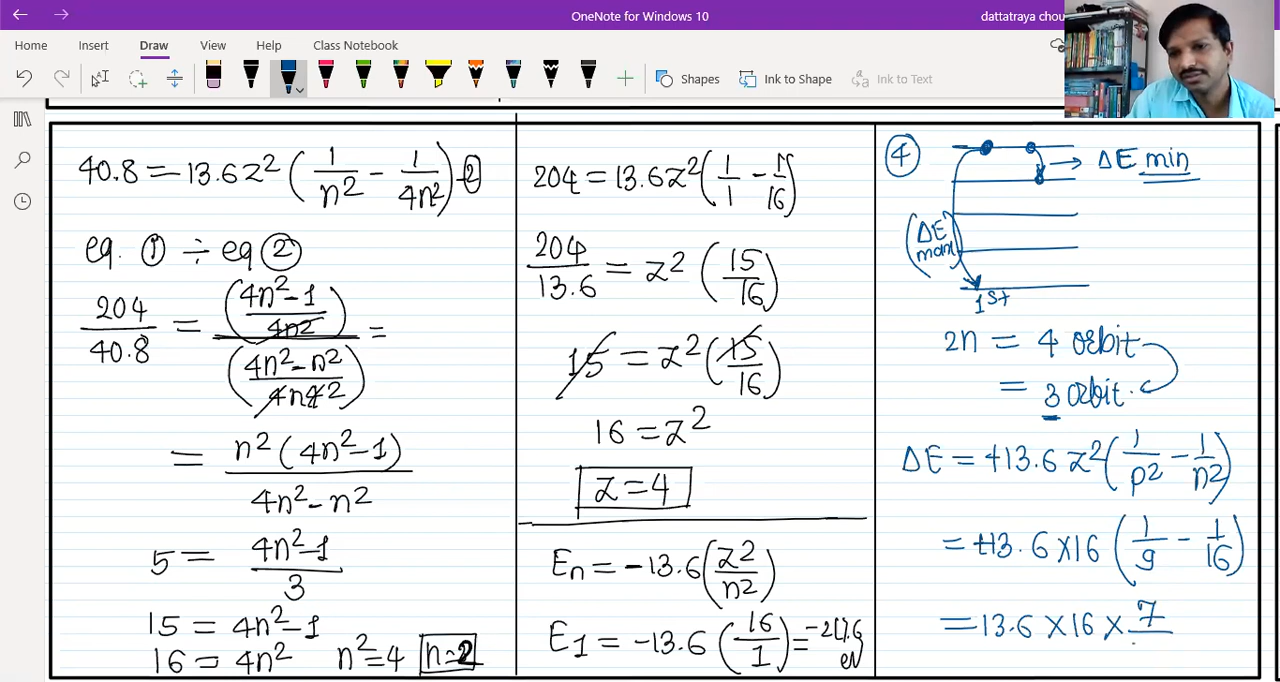 OneNote for Windows 10
dattatraya chou
Home Insert Draw View Help Class Notebook
Shapes Ink to Shape Ink to Text
40.8 = 13.6 z² (1/n² - 1/4n²) ②
eq. ① ÷ eq ②
204/40.8 = ((4n²-1)/4n²) / ((4n²-n²)/4n⁢²n²) =
= n²(4n²-1) / 4n²-n²
5 = 4n²-1 / 3
15 = 4n²-1
16 = 4n² n²=4 n=2
204 = 13.6 z² (1/1 - 1/16)
204/13.6 = z² (15/16)
15 = z² (15/16)
16 = z²
z = 4
En = -13.6 (z²/n²)
E1 = -13.6 (16/1) = -217.6 eV
④ ΔE min
(ΔE max)
1st
2n = 4 orbit
= 3 orbit.
ΔE = +13.6 z² (1/p² - 1/n²)
= +13.6 × 16 (1/9 - 1/16)
= 13.6 × 16 × 7/